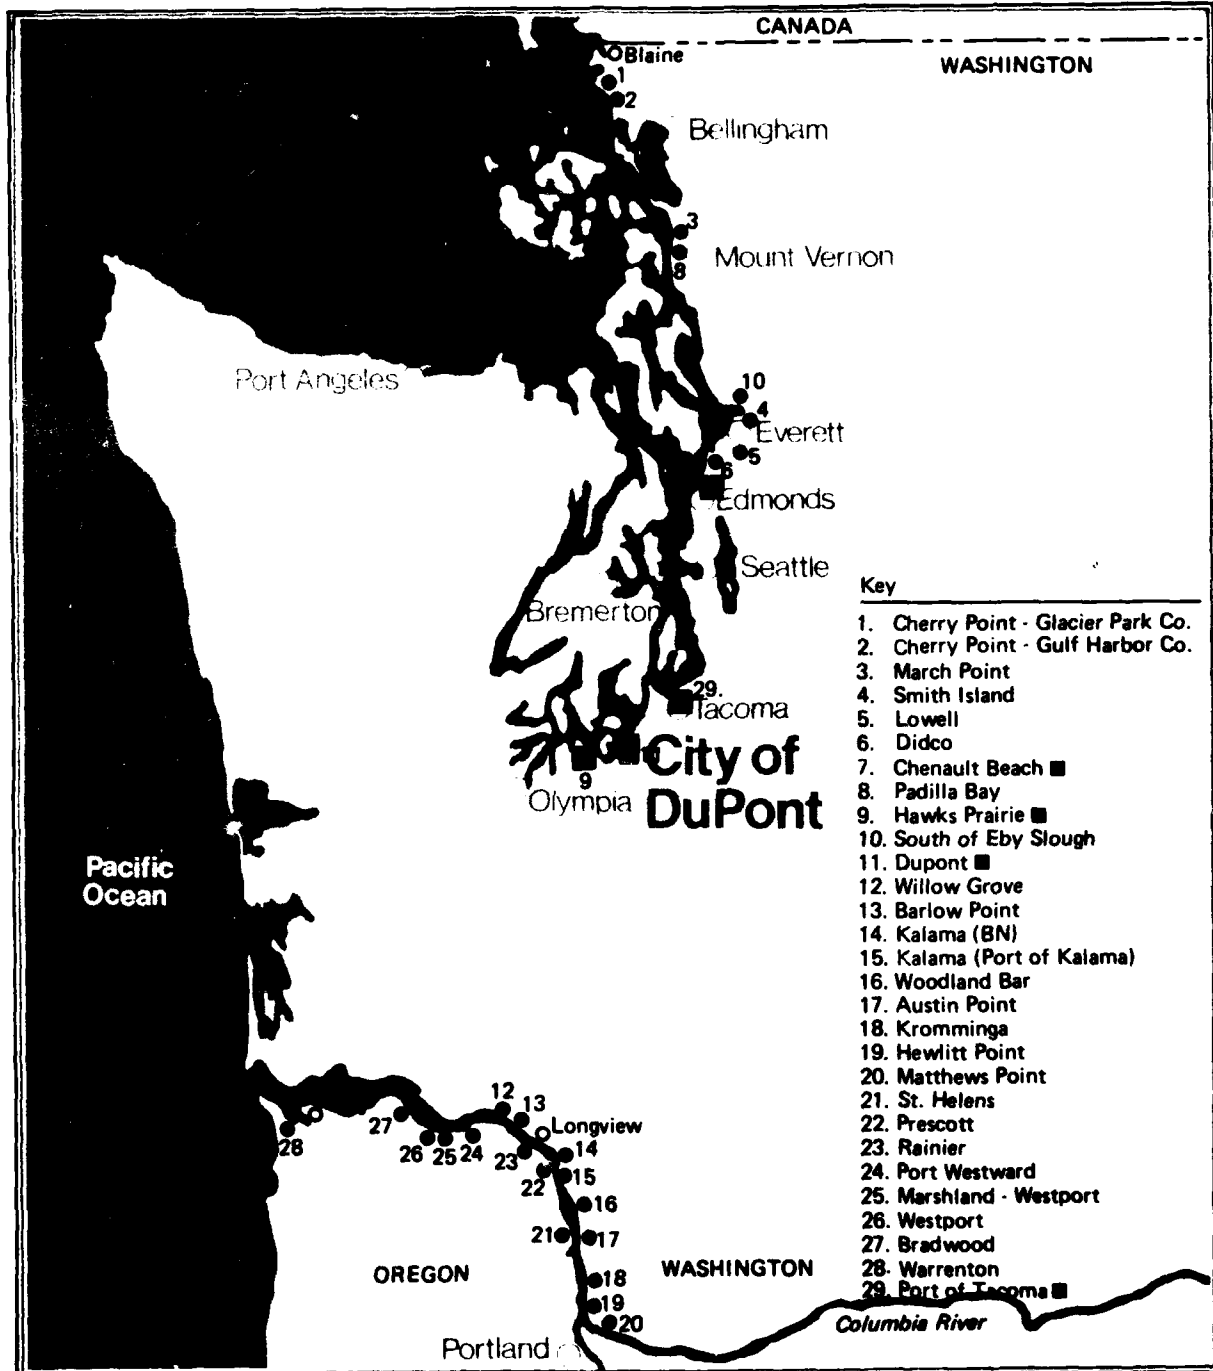 CANADA
Blaine
WASHINGTON
1
2
Bellingham
3
Mount Vernon
8
Port Angeles
10
4
Everett
5
6
Edmonds
Seattle
Bremerton
29.
Tacoma
City of
DuPont
9
Olympia
Pacific
Ocean
Key
1. Cherry Point - Glacier Park Co.
2. Cherry Point - Gulf Harbor Co.
3. March Point
4. Smith Island
5. Lowell
6. Didco
7. Chenault Beach ■
8. Padilla Bay
9. Hawks Prairie ■
10. South of Eby Slough
11. Dupont ■
12. Willow Grove
13. Barlow Point
14. Kalama (BN)
15. Kalama (Port of Kalama)
16. Woodland Bar
17. Austin Point
18. Kromminga
19. Hewlitt Point
20. Matthews Point
21. St. Helens
22. Prescott
23. Rainier
24. Port Westward
25. Marshland - Westport
26. Westport
27. Bradwood
28. Warrenton
29. Port of Tacoma ■
12
13
Longview
27
28
26
25
24
23
14
22
15
16
21
17
OREGON
WASHINGTON
18
19
20
Columbia River
Portland